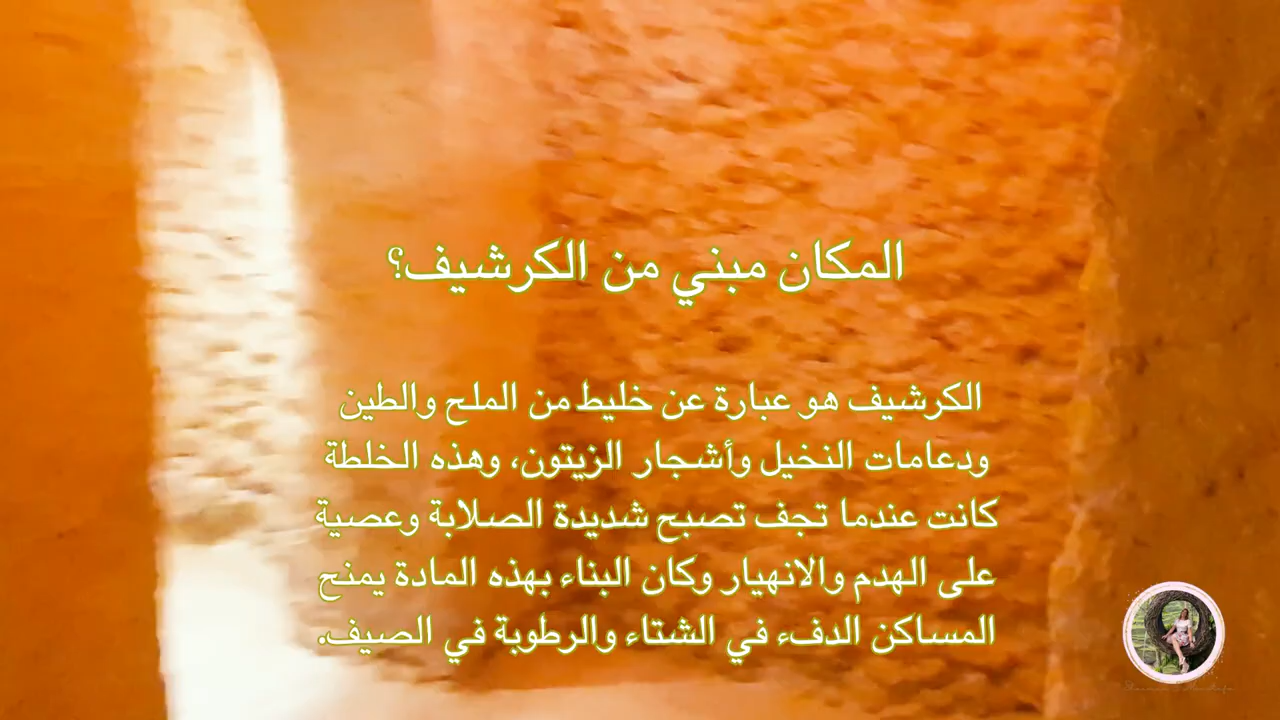 المكان مبني من الكرشيف؟
الكرشيف هو عبارة عن خليط من الملح والطين
ودعامات النخيل وأشجار الزيتون، وهذه الخلطة
كانت عندما تجف تصبح شديدة الصلابة وعصية
على الهدم والانهيار وكان البناء بهذه المادة يمنح
المساكن الدفء في الشتاء والرطوبة في الصيف.